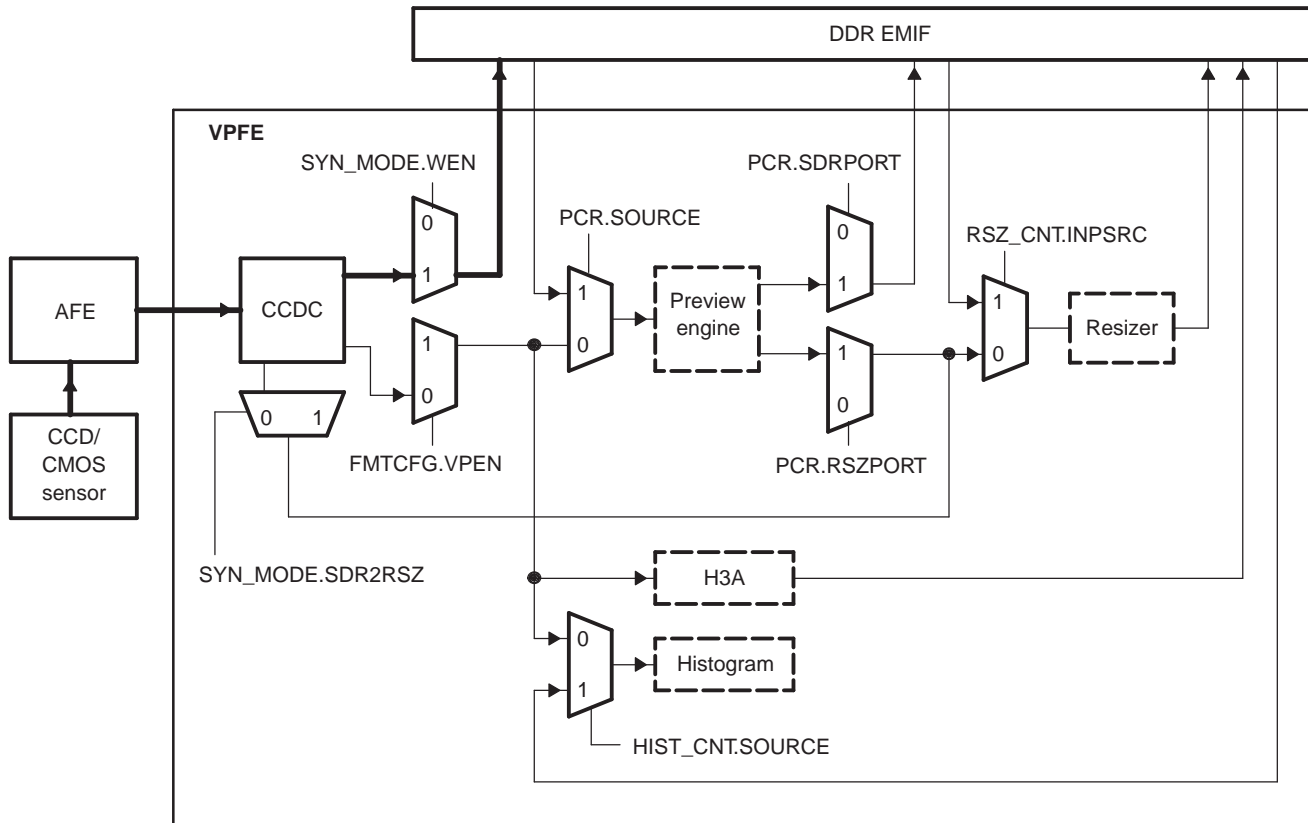 DDR EMIF
VPFE
SYN_MODE.WEN
PCR.SDRPORT
PCR.SOURCE
RSZ_CNT.INPSRC
0
1
0
1
AFE
CCDC
1
0
Preview
engine
1
0
Resizer
1
0
1
0
0 1
CCD/
CMOS
sensor
FMTCFG.VPEN
PCR.RSZPORT
SYN_MODE.SDR2RSZ
H3A
0
1
Histogram
HIST_CNT.SOURCE